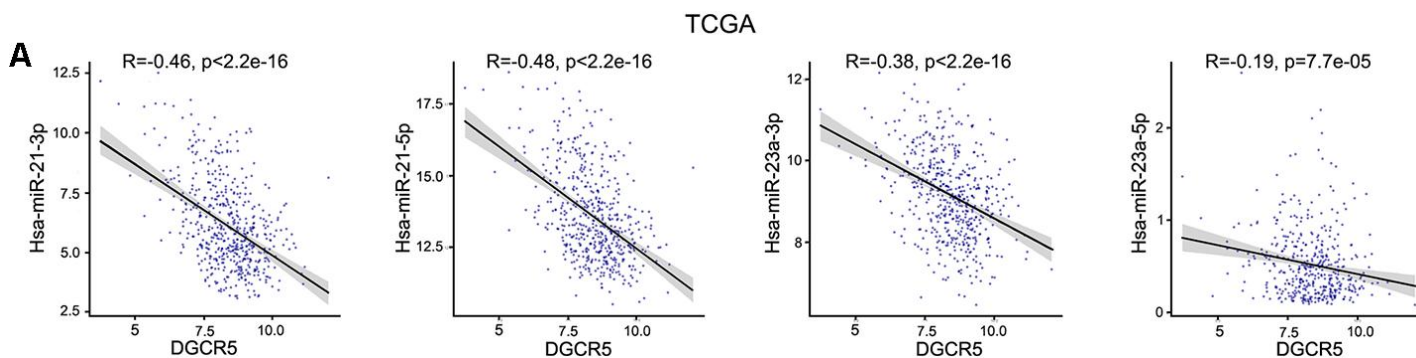 TCGA
A
R=-0.46, p<2.2e-16
Hsa-miR-21-3p
12.5
10.0
7.5
5.0
2.5
5 7.5 10.0
DGCR5
R=-0.48, p<2.2e-16
Hsa-miR-21-5p
17.5
15.0
12.5
5 7.5 10.0
DGCR5
R=-0.38, p<2.2e-16
Hsa-miR-23a-3p
12
10
8
5 7.5 10.0
DGCR5
R=-0.19, p=7.7e-05
Hsa-miR-23a-5p
2
1
0
5 7.5 10.0
DGCR5